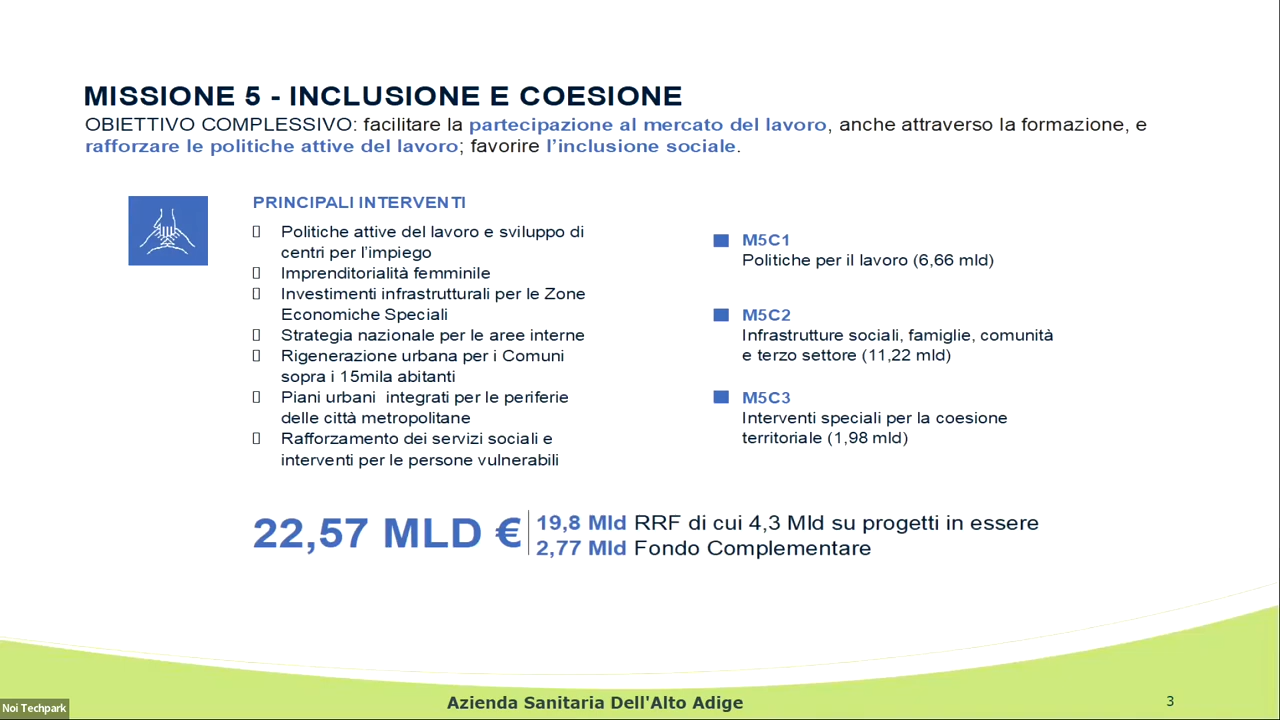 MISSIONE 5 - INCLUSIONE E COESIONE
OBIETTIVO COMPLESSIVO: facilitare la partecipazione al mercato del lavoro, anche attraverso la formazione, e
rafforzare le politiche attive del lavoro; favorire l’inclusione sociale.
PRINCIPALI INTERVENTI
Politiche attive del lavoro e sviluppo di
centri per l’impiego
Imprenditorialità femminile
Investimenti infrastrutturali per le Zone
Economiche Speciali
Strategia nazionale per le aree interne
Rigenerazione urbana per i Comuni
sopra i 15mila abitanti
Piani urbani  integrati per le periferie
delle città metropolitane
Rafforzamento dei servizi sociali e
interventi per le persone vulnerabili
M5C1
Politiche per il lavoro (6,66 mld)
M5C2
Infrastrutture sociali, famiglie, comunità
e terzo settore (11,22 mld)
M5C3
Interventi speciali per la coesione
territoriale (1,98 mld)
22,57 MLD €
19,8 Mld RRF di cui 4,3 Mld su progetti in essere
2,77 Mld Fondo Complementare
Azienda Sanitaria Dell'Alto Adige
3
Noi Techpark